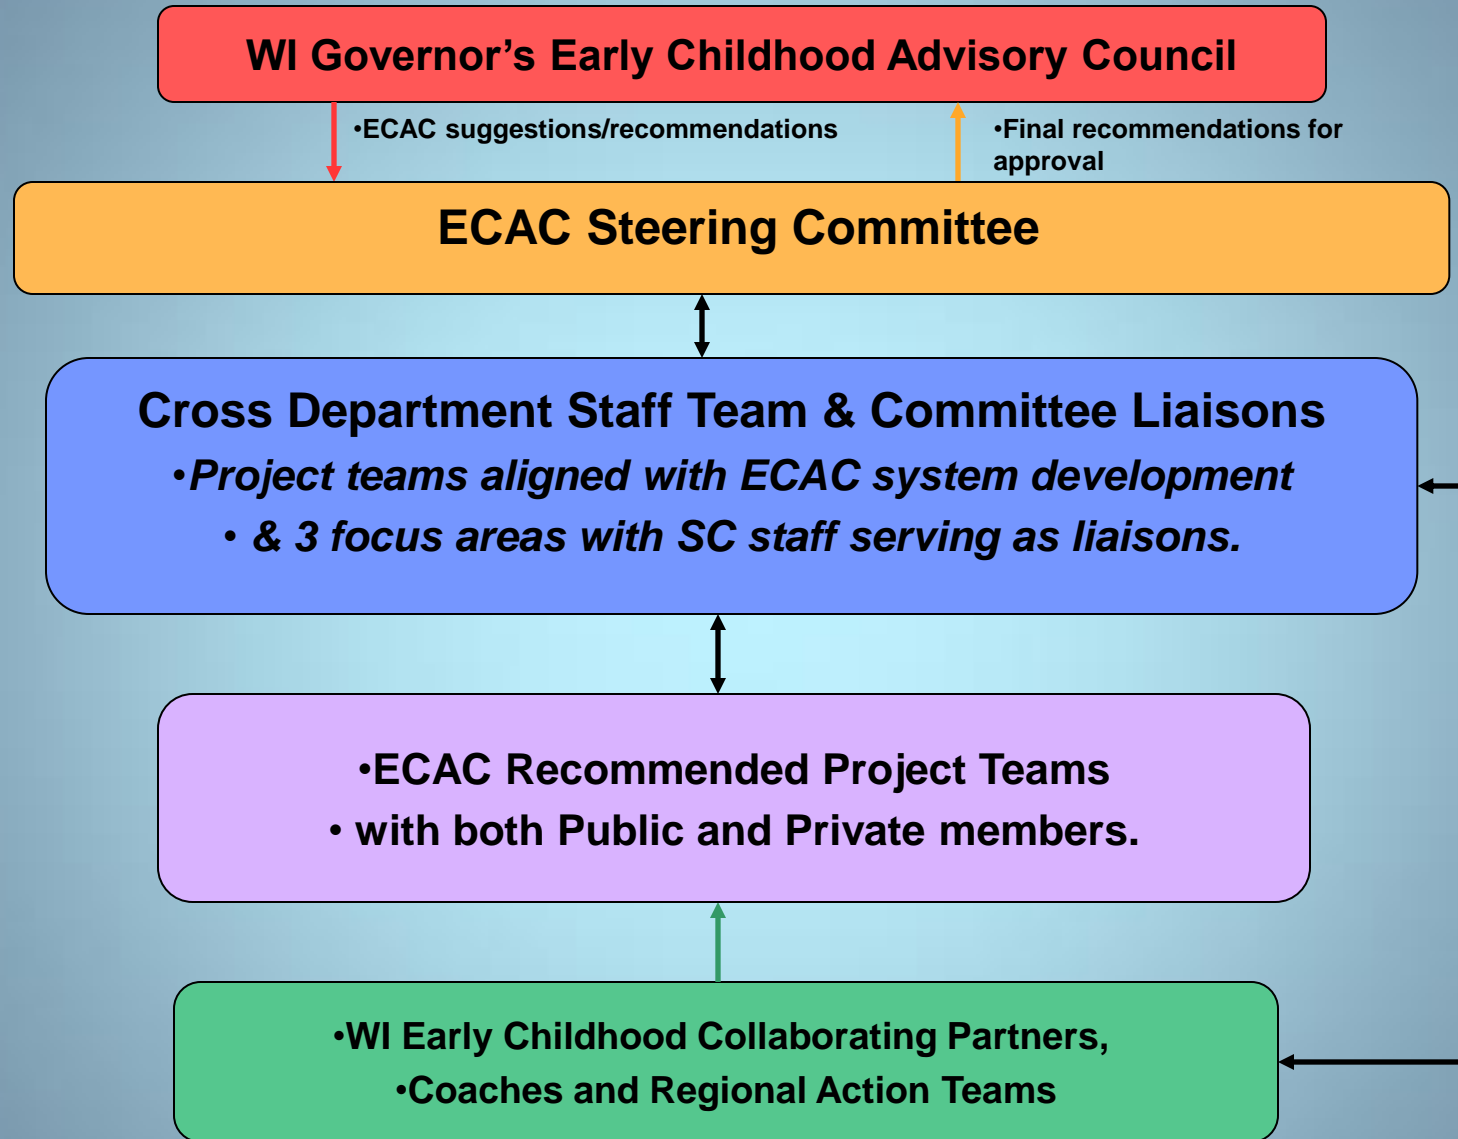 WI Governor’s Early Childhood Advisory Council
•ECAC suggestions/recommendations
•Final recommendations for
approval
ECAC Steering Committee
Cross Department Staff Team & Committee Liaisons
•Project teams aligned with ECAC system development
• & 3 focus areas with SC staff serving as liaisons.
•ECAC Recommended Project Teams
• with both Public and Private members.
•WI Early Childhood Collaborating Partners,
•Coaches and Regional Action Teams